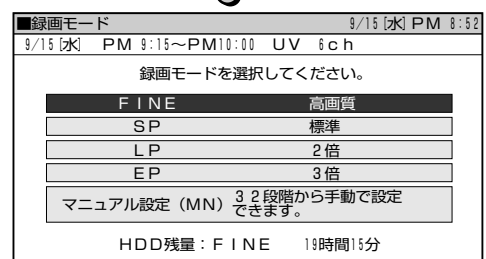 ■録画モード 9/15[水] PM 8:52
9/15[水] PM 9:15～PM10:00 UV 6ch
録画モードを選択してください。
FINE 高画質
SP 標準
LP 2倍
EP 3倍
マニュアル設定（MN） 32段階から手動で設定
できます。
HDD残量：FINE 19時間15分